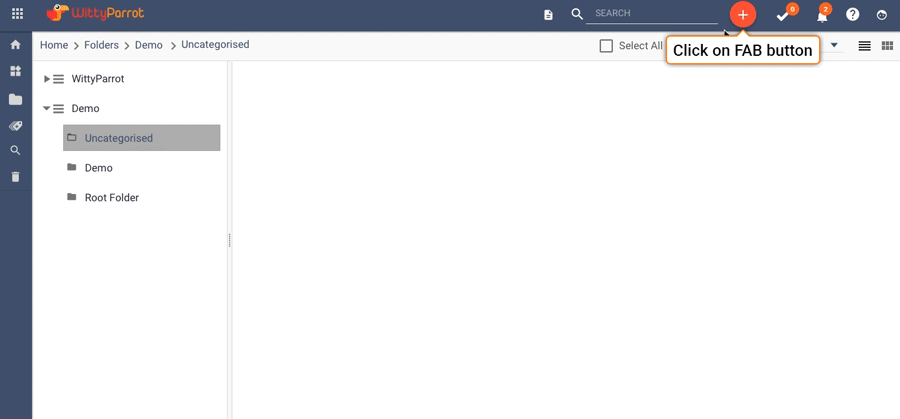 WittyParrot
SEARCH
0
2
Home > Folders > Demo > Uncategorised
Select All
Click on FAB button
WittyParrot
Demo
Uncategorised
Demo
Root Folder